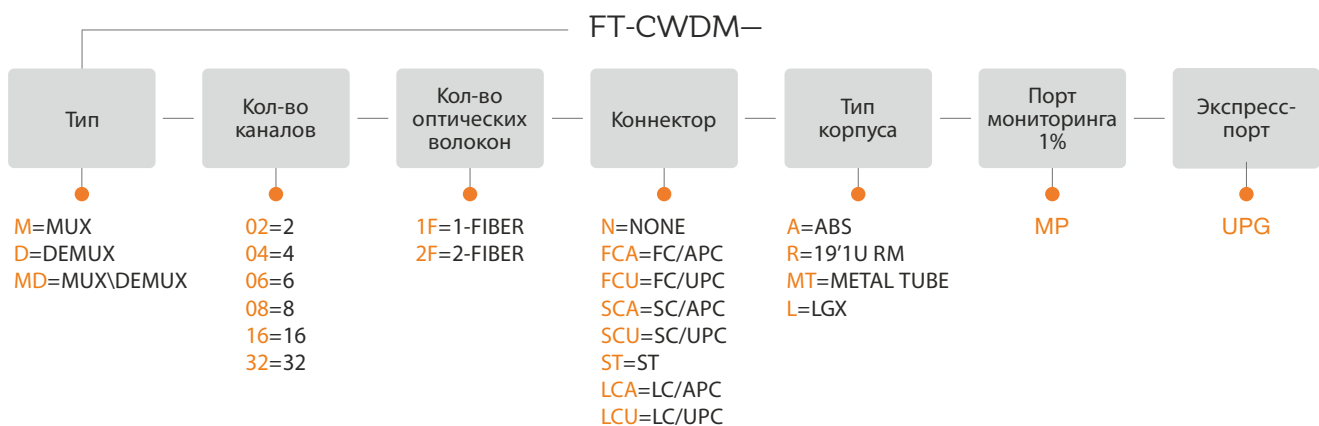 FT-CWDM—
Тип
Кол-во
каналов
Кол-во
оптических
волокон
Коннектор
Тип
корпуса
Порт
мониторинга
1%
Экспресс-
порт
M=MUX
D=DEMUX
MD=MUX\DEMUX
02=2
04=4
06=6
08=8
16=16
32=32
1F=1-FIBER
2F=2-FIBER
N=NONE
FCA=FC/APC
FCU=FC/UPC
SCA=SC/APC
SCU=SC/UPC
ST=ST
LCA=LC/APC
LCU=LC/UPC
A=ABS
R=19’1U RM
MT=METAL TUBE
L=LGX
MP
UPG